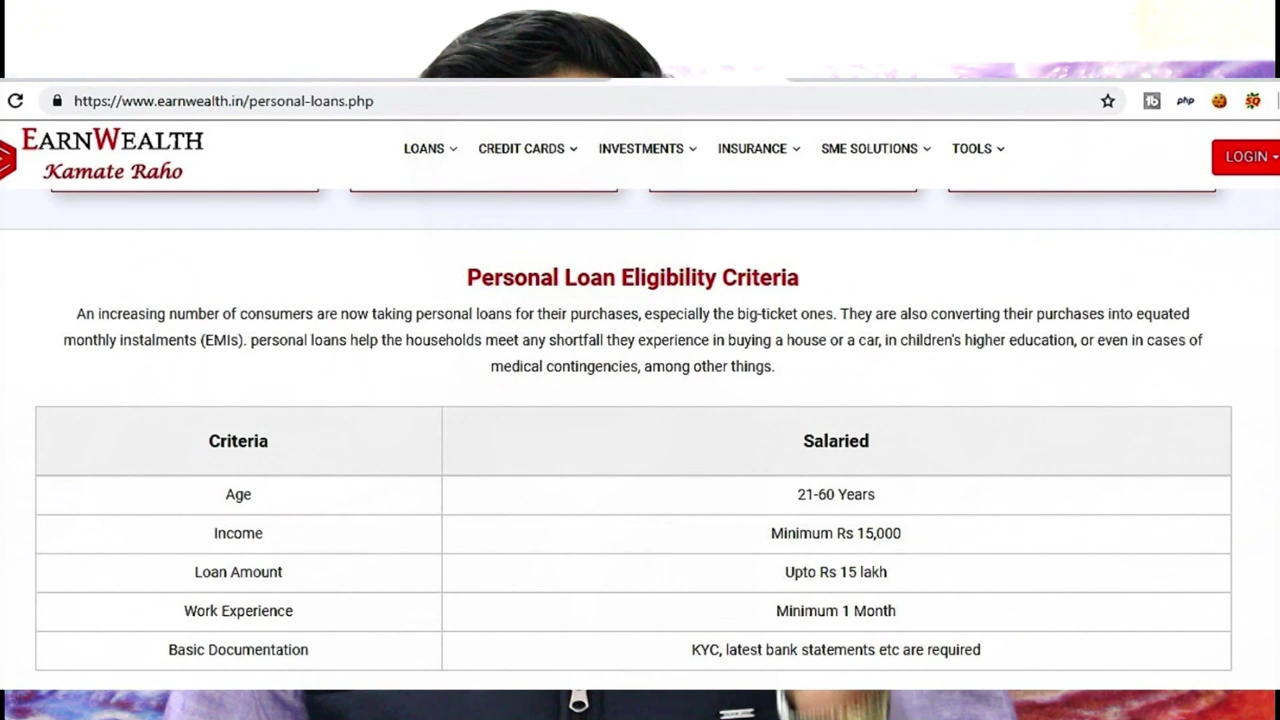 https://www.earnwealth.in/personal-loans.php
php
EARNWEALTH
Kamate Raho
LOANS CREDIT CARDS INVESTMENTS INSURANCE SME SOLUTIONS TOOLS
LOGIN
Personal Loan Eligibility Criteria
An increasing number of consumers are now taking personal loans for their purchases, especially the big-ticket ones. They are also converting their purchases into equated
monthly instalments (EMIs). personal loans help the households meet any shortfall they experience in buying a house or a car, in children's higher education, or even in cases of
medical contingencies, among other things.
Criteria Salaried
Age 21-60 Years
Income Minimum Rs 15,000
Loan Amount Upto Rs 15 lakh
Work Experience Minimum 1 Month
Basic Documentation KYC, latest bank statements etc are required